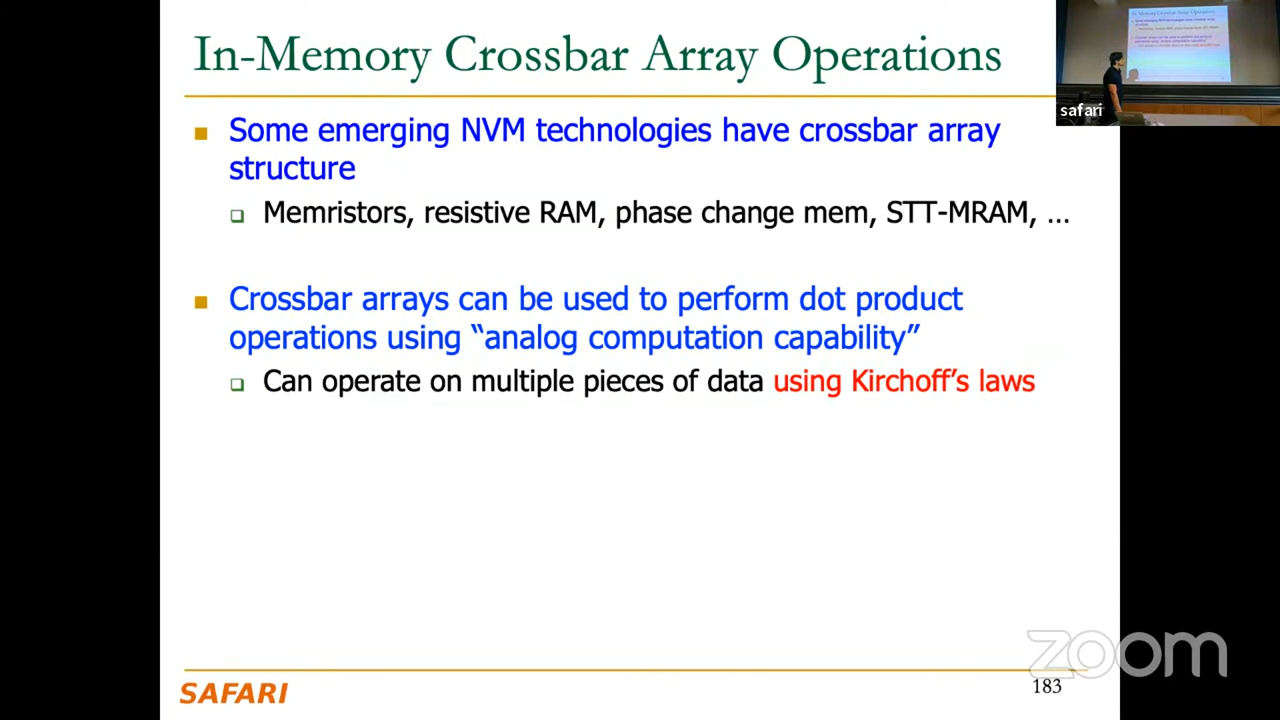 In-Memory Crossbar Array Operations
Some emerging NVM technologies have crossbar array
structure
Memristors, resistive RAM, phase change mem, STT-MRAM, ...
Crossbar arrays can be used to perform dot product
operations using “analog computation capability”
Can operate on multiple pieces of data using Kirchoff’s laws
safari
zoom
SAFARI
183